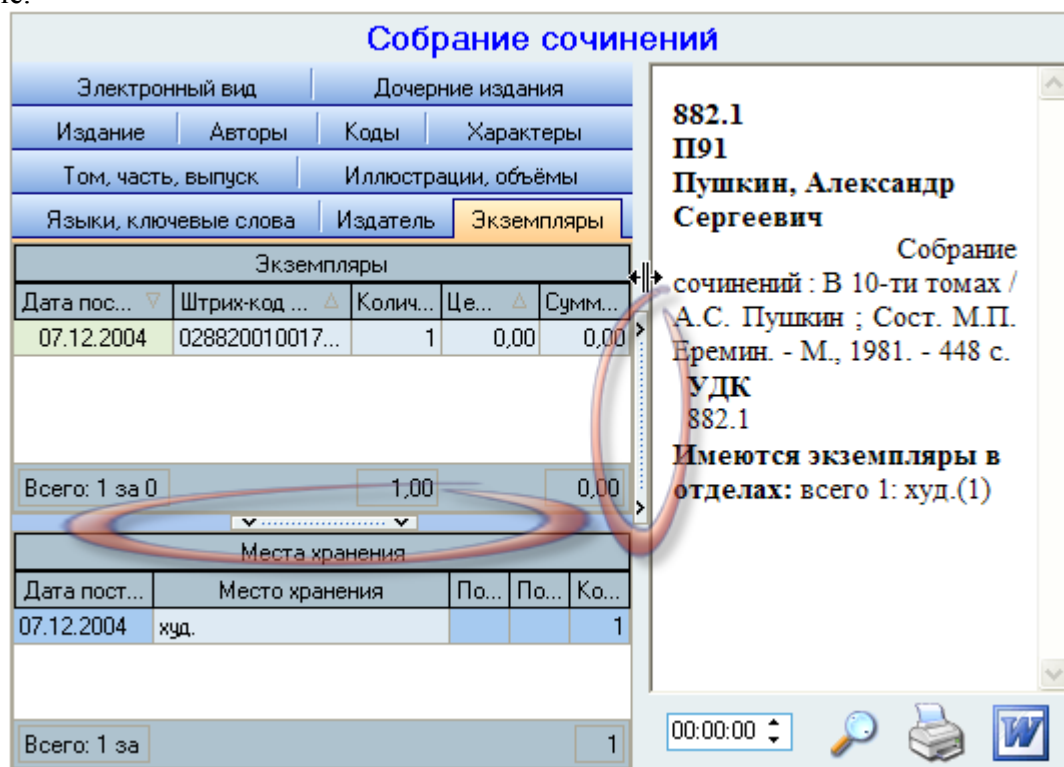 ие.
Собрание сочинений
Электронный вид Дочерние издания
Издание Авторы Коды Характеры
Том, часть, выпуск Иллюстрации, объёмы
Языки, ключевые слова Издатель Экземпляры
Экземпляры
Дата пос... Штрих-код ... Колич... Це... Сумм...
07.12.2004 028820010017... 1 0,00 0,00
Всего: 1 за 0 1,00 0,00
Места хранения
Дата пост... Место хранения По... По... Ко...
07.12.2004 худ. 1
Всего: 1 за 1
882.1
П91
Пушкин, Александр
Сергеевич
Собрание
сочинений : В 10-ти томах /
А.С. Пушкин ; Сост. М.П.
Еремин. - М., 1981. - 448 с.
УДК
882.1
Имеются экземпляры в
отделах: всего 1: худ.(1)
00:00:00
W